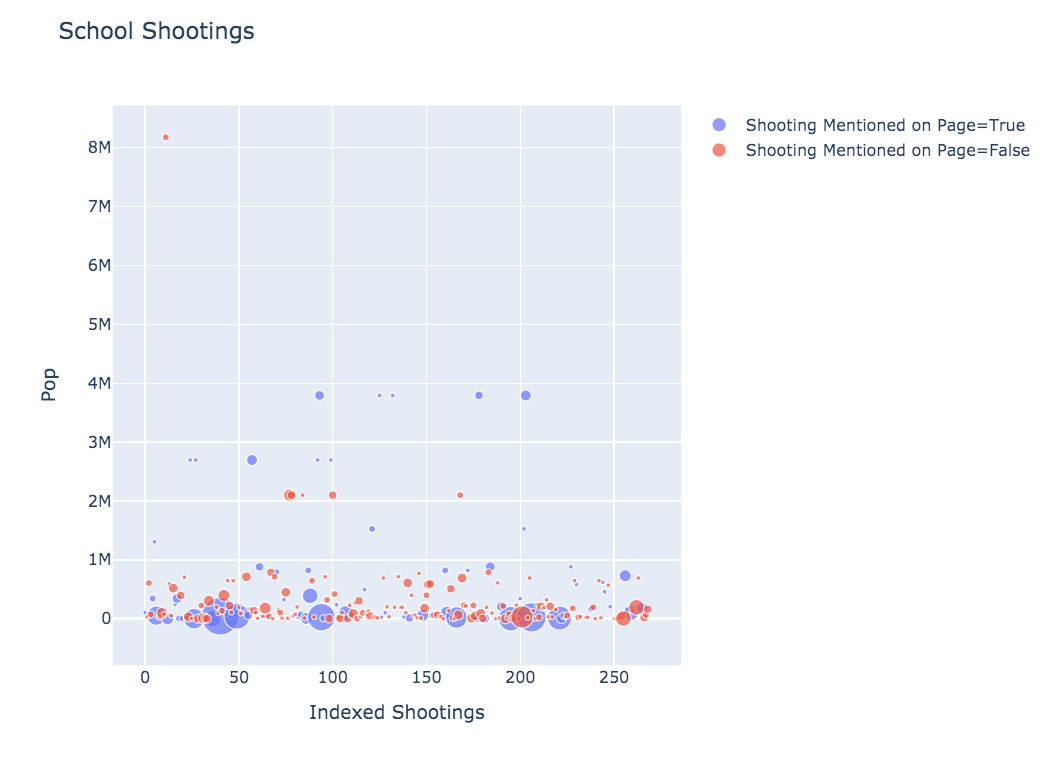 School Shootings
Shooting Mentioned on Page=True
Shooting Mentioned on Page=False
8M
7M
6M
5M
4M
3M
2M
1M
0
Pop
0 50 100 150 200 250
Indexed Shootings